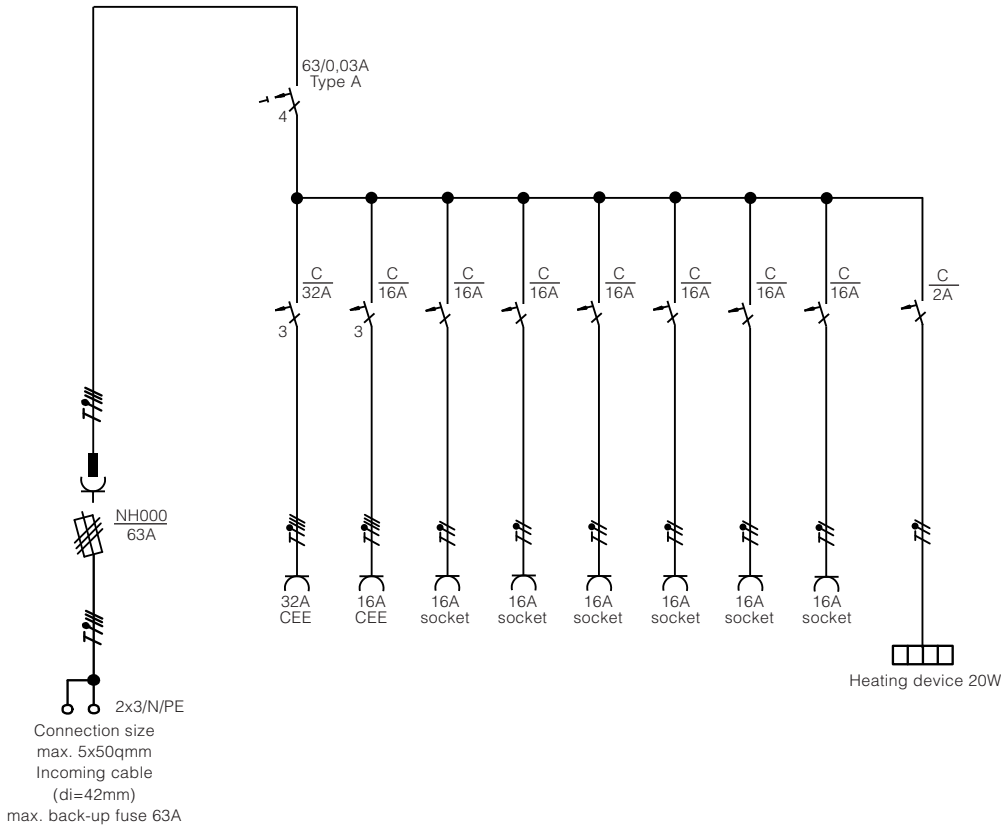 63/0,03A
Type A
4
C
32A
C
16A
C
16A
C
16A
C
16A
C
16A
C
16A
C
16A
C
2A
3
3
NH000
63A
32A
CEE
16A
CEE
16A
socket
16A
socket
16A
socket
16A
socket
16A
socket
16A
socket
Heating device 20W
2x3/N/PE
Connection size
max. 5x50qmm
Incoming cable
(di=42mm)
max. back-up fuse 63A